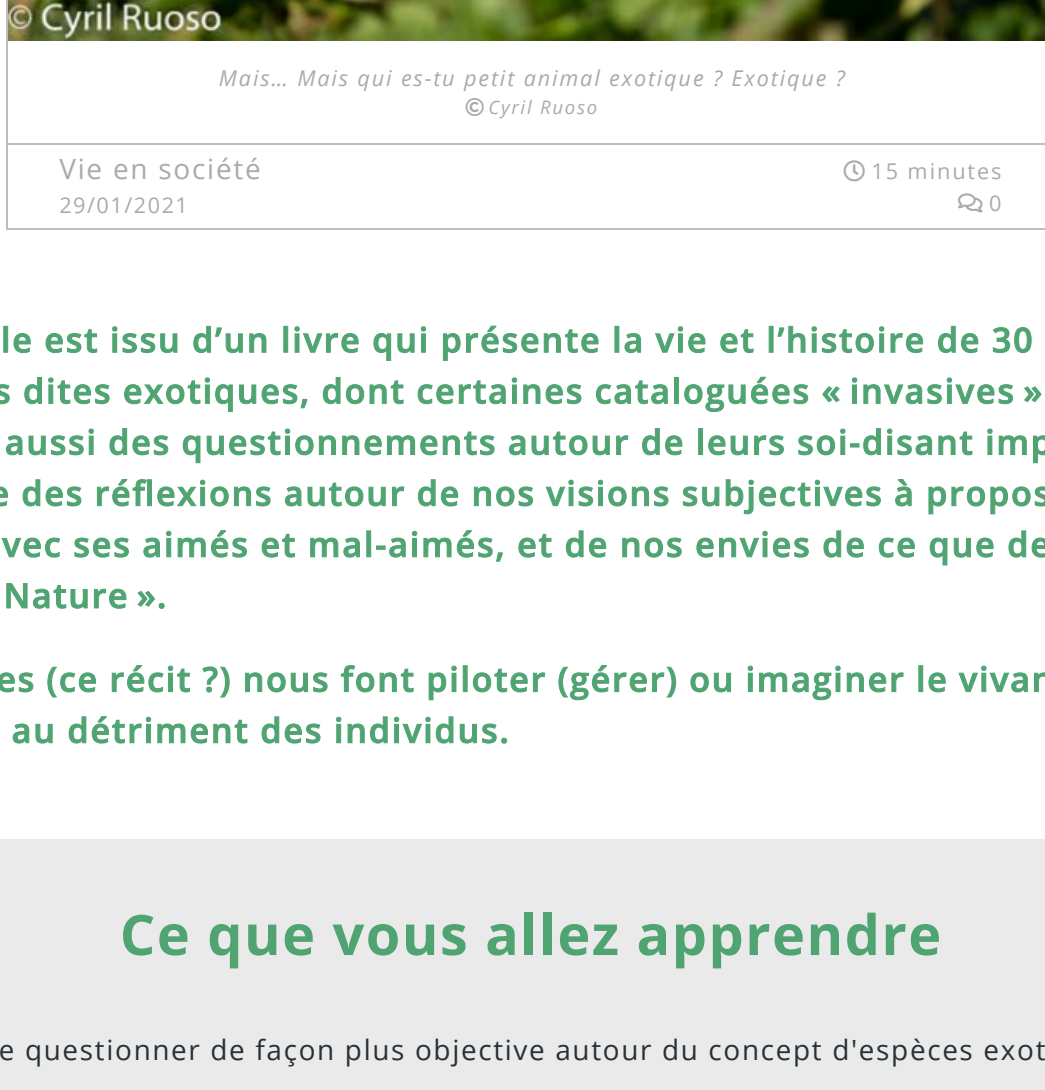 © Cyril Ruoso
Mais… Mais qui es-tu petit animal exotique ? Exotique ?
© Cyril Ruoso
Vie en société
15 minutes
29/01/2021
0
le est issu d’un livre qui présente la vie et l’histoire de 30
s dites exotiques, dont certaines cataloguées « invasives »
aussi des questionnements autour de leurs soi-disant imp
e des réflexions autour de nos visions subjectives à propos
vec ses aimés et mal-aimés, et de nos envies de ce que de
Nature ».
es (ce récit ?) nous font piloter (gérer) ou imaginer le vivan
au détriment des individus.
Ce que vous allez apprendre
e questionner de façon plus objective autour du concept d'espèces exot